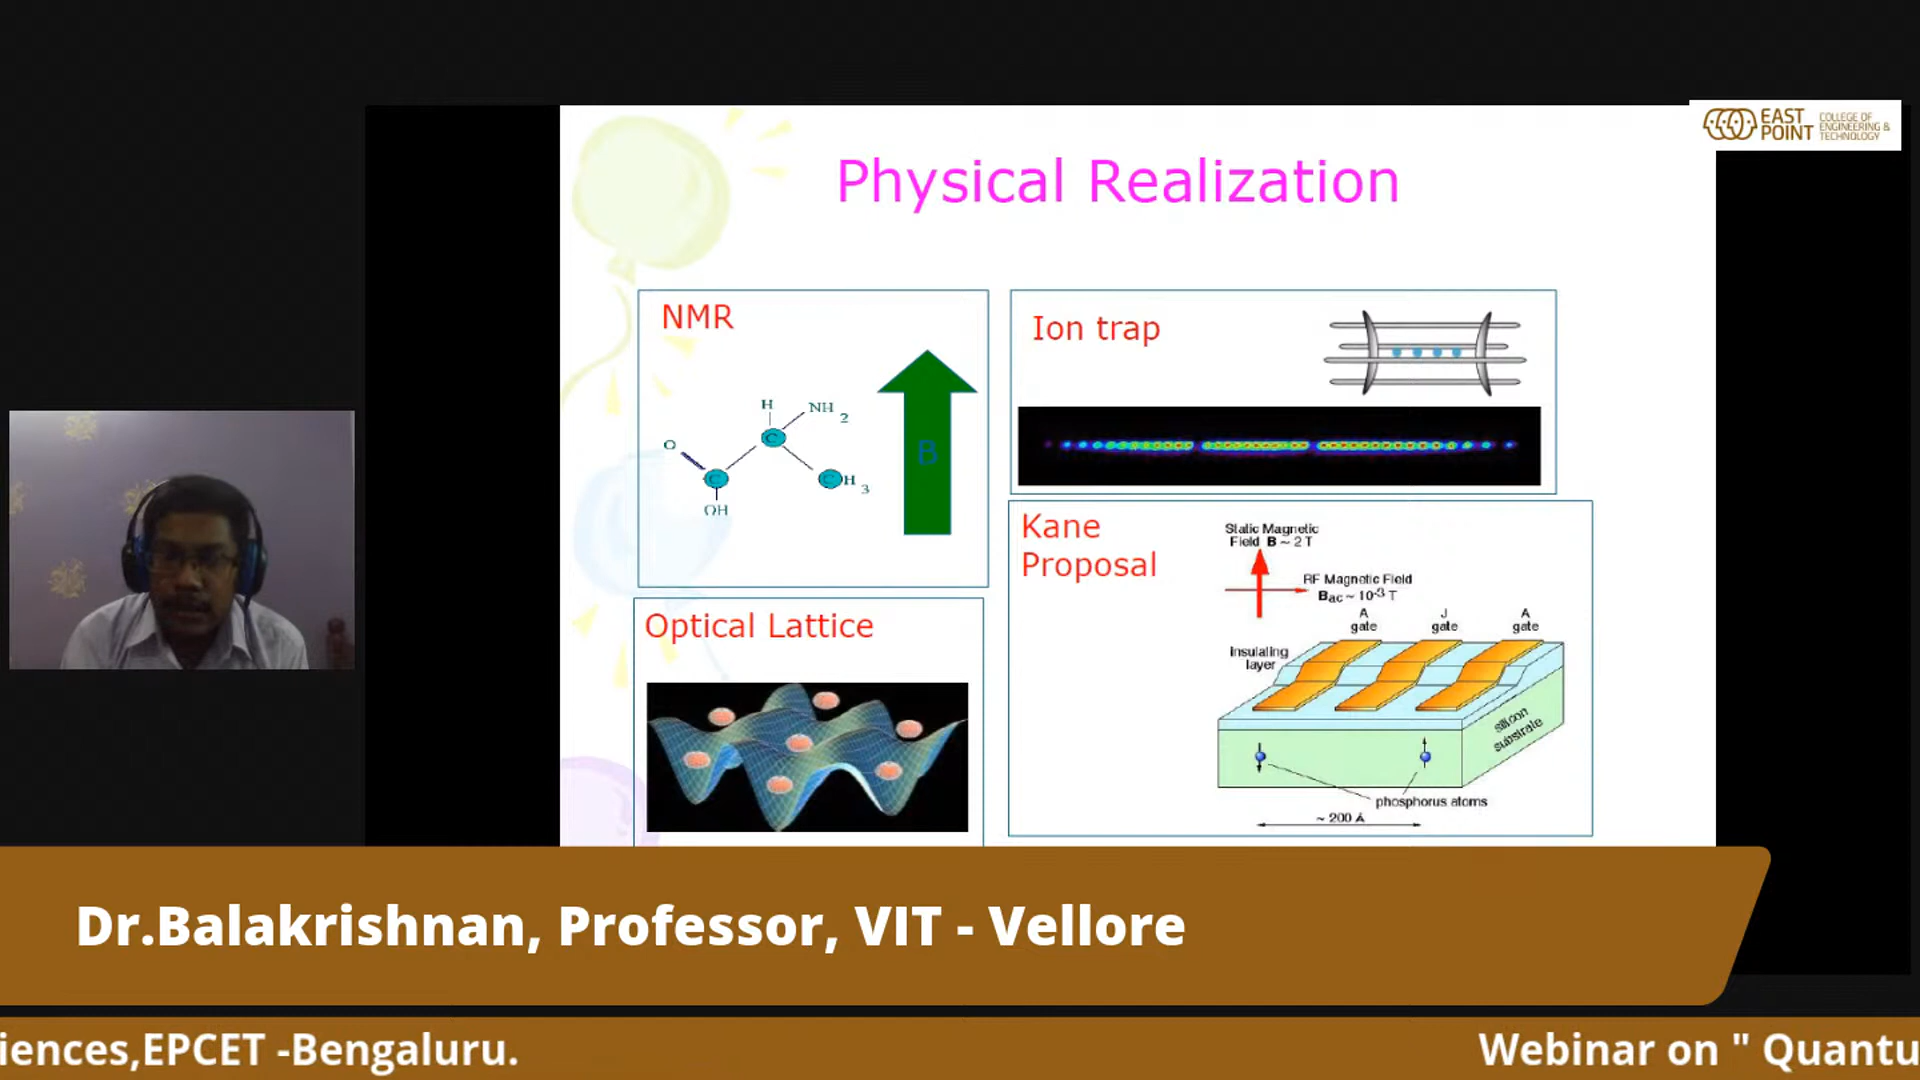 EAST
POINT
COLLEGE OF
ENGINEERING &
TECHNOLOGY
Physical Realization
NMR
H
NH
2
O
C
C
C
H
3
OH
B
Ion trap
Kane
Proposal
Static Magnetic
Field B ~ 2 T
RF Magnetic Field
Bac ~ 10-3 T
A
gate
J
gate
A
gate
Insulating
layer
silicon
substrate
phosphorus atoms
~ 200 Å
Optical Lattice
Dr.Balakrishnan, Professor, VIT - Vellore
iences,EPCET -Bengaluru.
Webinar on " Quantu